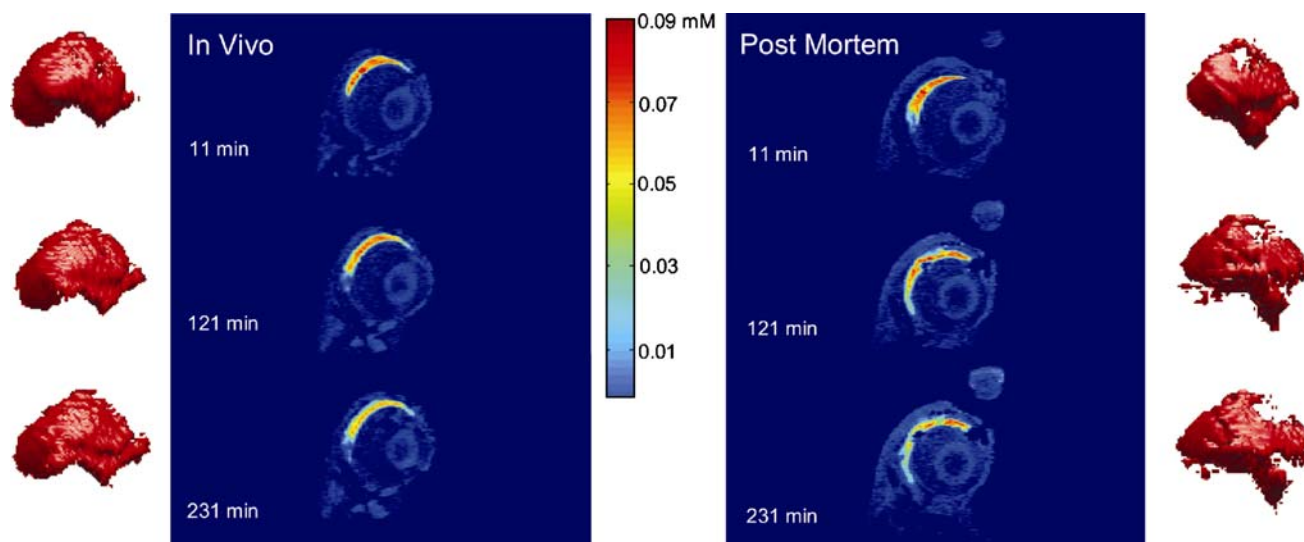 In Vivo
11 min
121 min
231 min
0.09 mM
0.07
0.05
0.03
0.01
Post Mortem
11 min
121 min
231 min